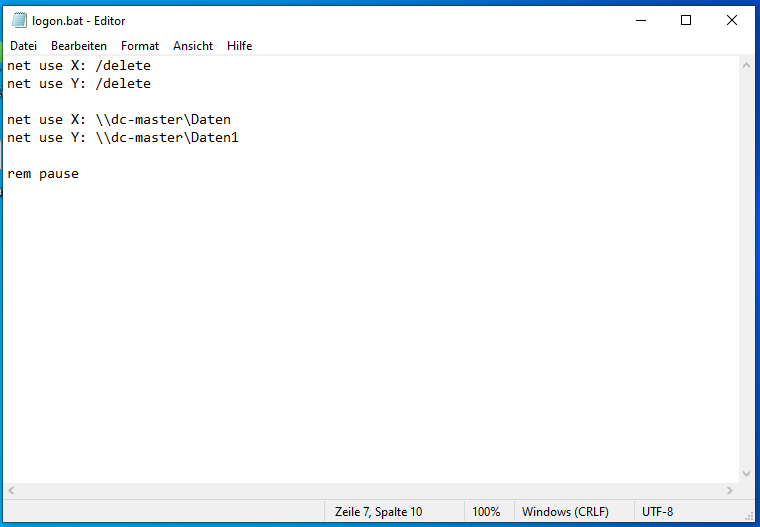 logon.bat - Editor
Datei Bearbeiten Format Ansicht Hilfe
net use X: /delete
net use Y: /delete
net use X: \\dc-master\Daten
net use Y: \\dc-master\Daten1
rem pause
Zeile 7, Spalte 10 100% Windows (CRLF) UTF-8